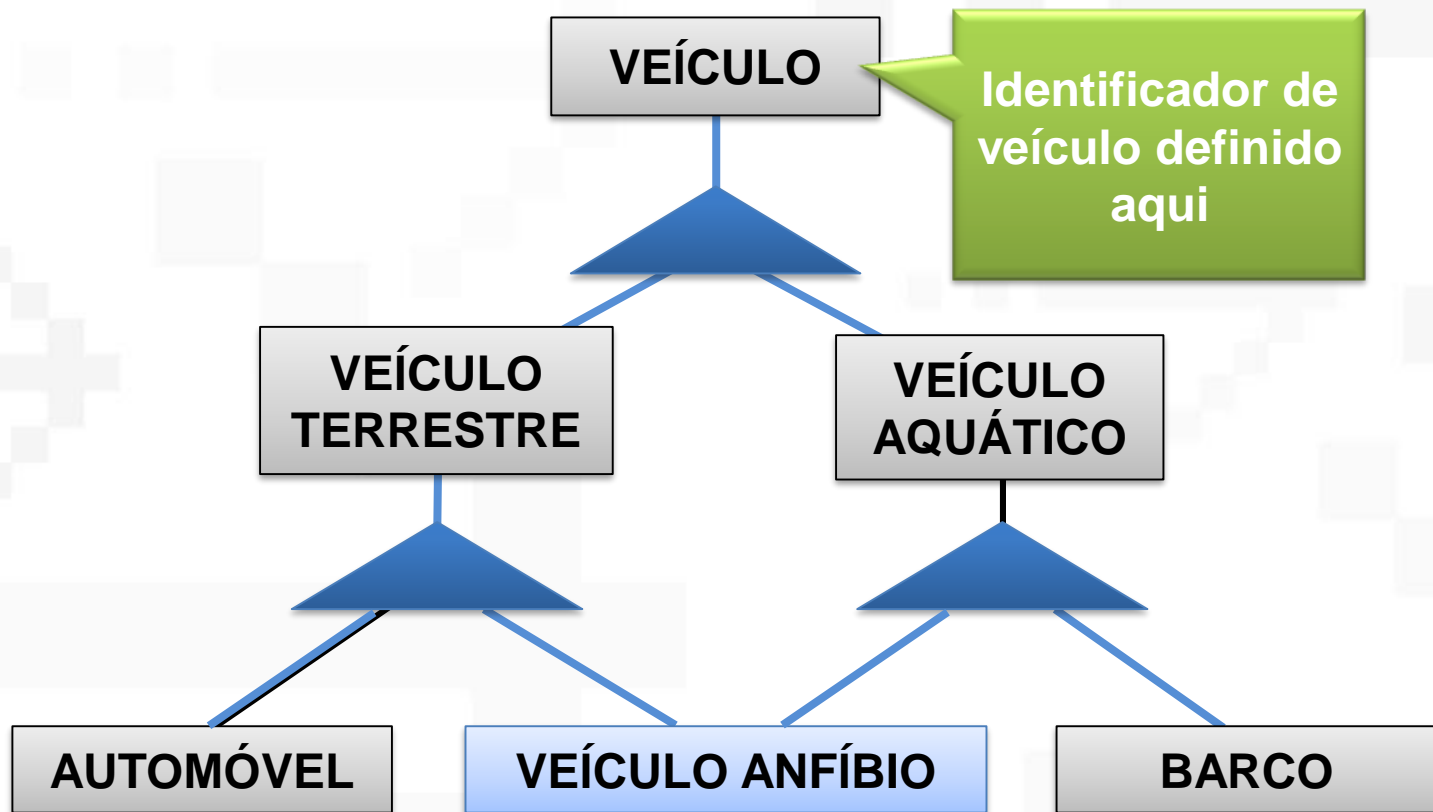 VEÍCULO
Identificador de
veículo definido
aqui
VEÍCULO
TERRESTRE
VEÍCULO
AQUÁTICO
AUTOMÓVEL
VEÍCULO ANFÍBIO
BARCO